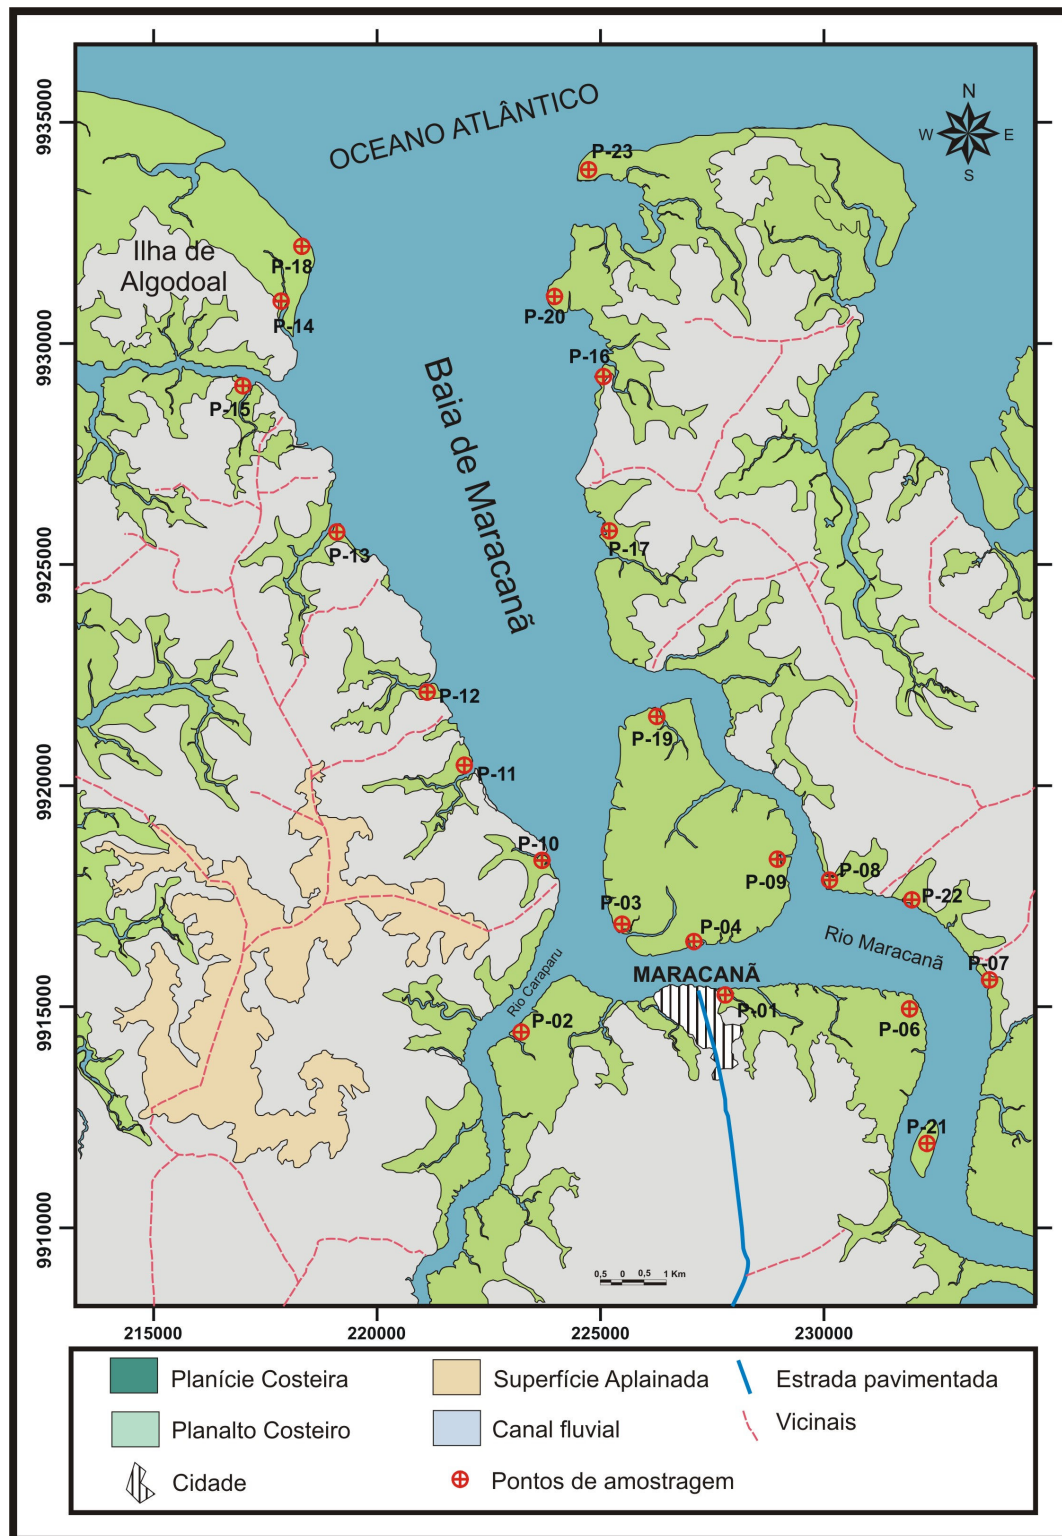 OCEANO ATLÂNTICO
N
W
E
S
9935000
P-23
Ilha de
Algodoal
P-18
P-14
P-20
9930000
P-16
P-15
Baia de Maracanã
P-17
P-13
9925000
P-12
P-19
P-11
9920000
P-10
P-08
P-09
P-22
P-03
P-04
Rio Maracanã
MARACANÃ
P-07
Rio Caraparu
9915000
P-02
P-01
P-06
P-21
9910000
0,5 0 0,5 1 Km
215000
220000
225000
230000
Planície Costeira
Superfície Aplainada
Estrada pavimentada
Planalto Costeiro
Canal fluvial
Vicinais
Cidade
Pontos de amostragem